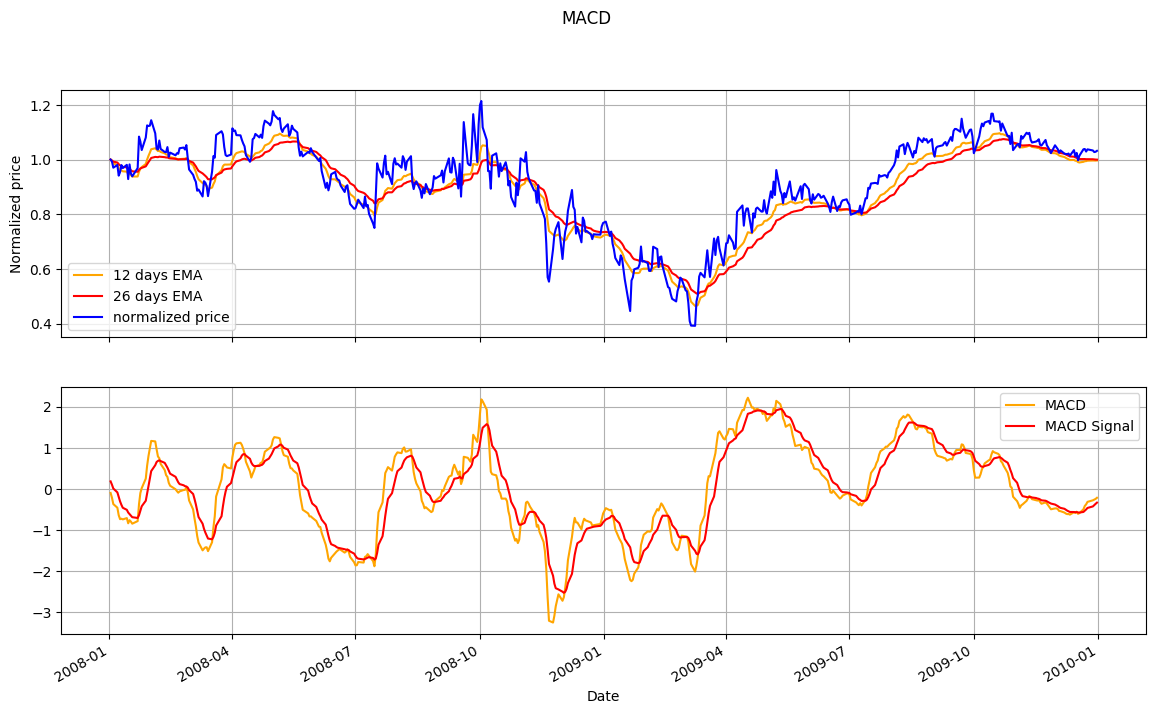 MACD
Normalized price
1.2
1.0
0.8
0.6
0.4
12 days EMA
26 days EMA
normalized price
2
1
0
−1
−2
−3
MACD
MACD Signal
2008-01
2008-04
2008-07
2008-10
2009-01
2009-04
2009-07
2009-10
2010-01
Date